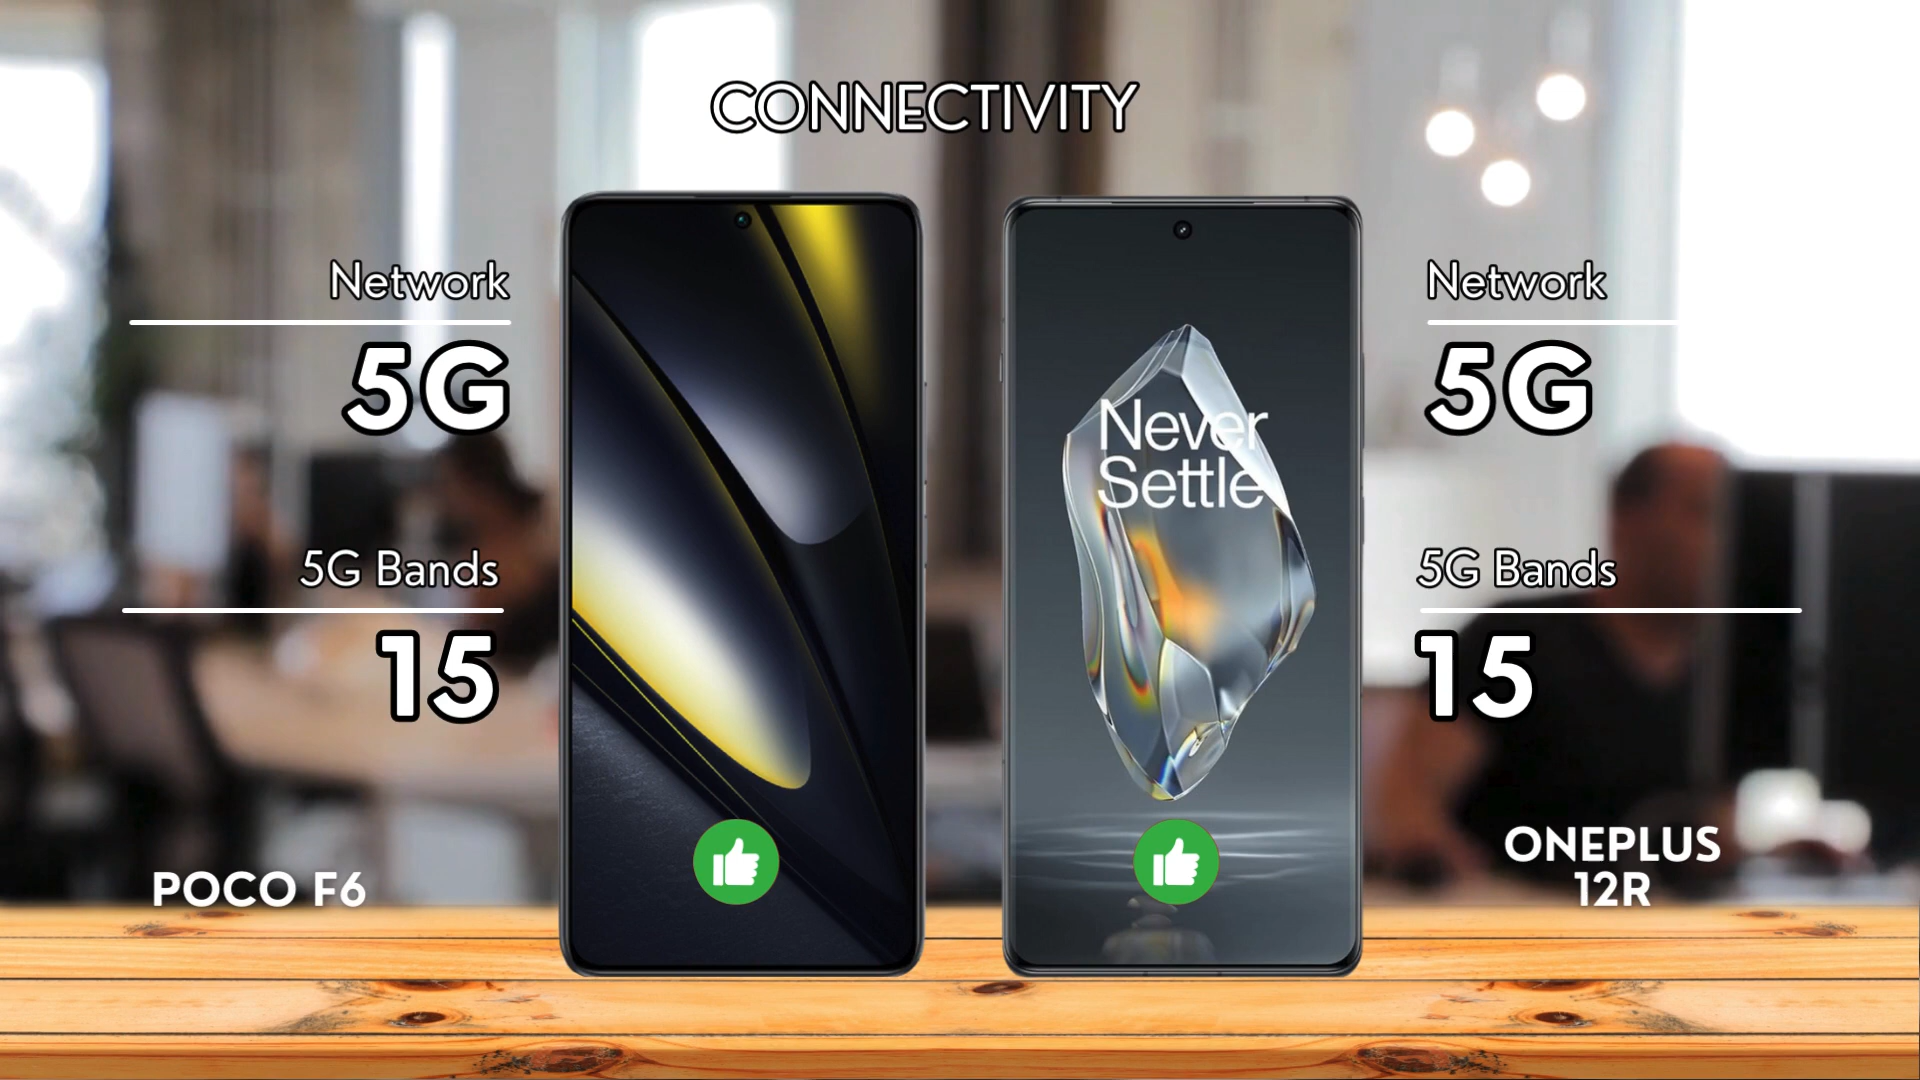 CONNECTIVITY
Network
5G
5G Bands
15
POCO F6
Never
Settle
Network
5G
5G Bands
15
ONEPLUS
12R